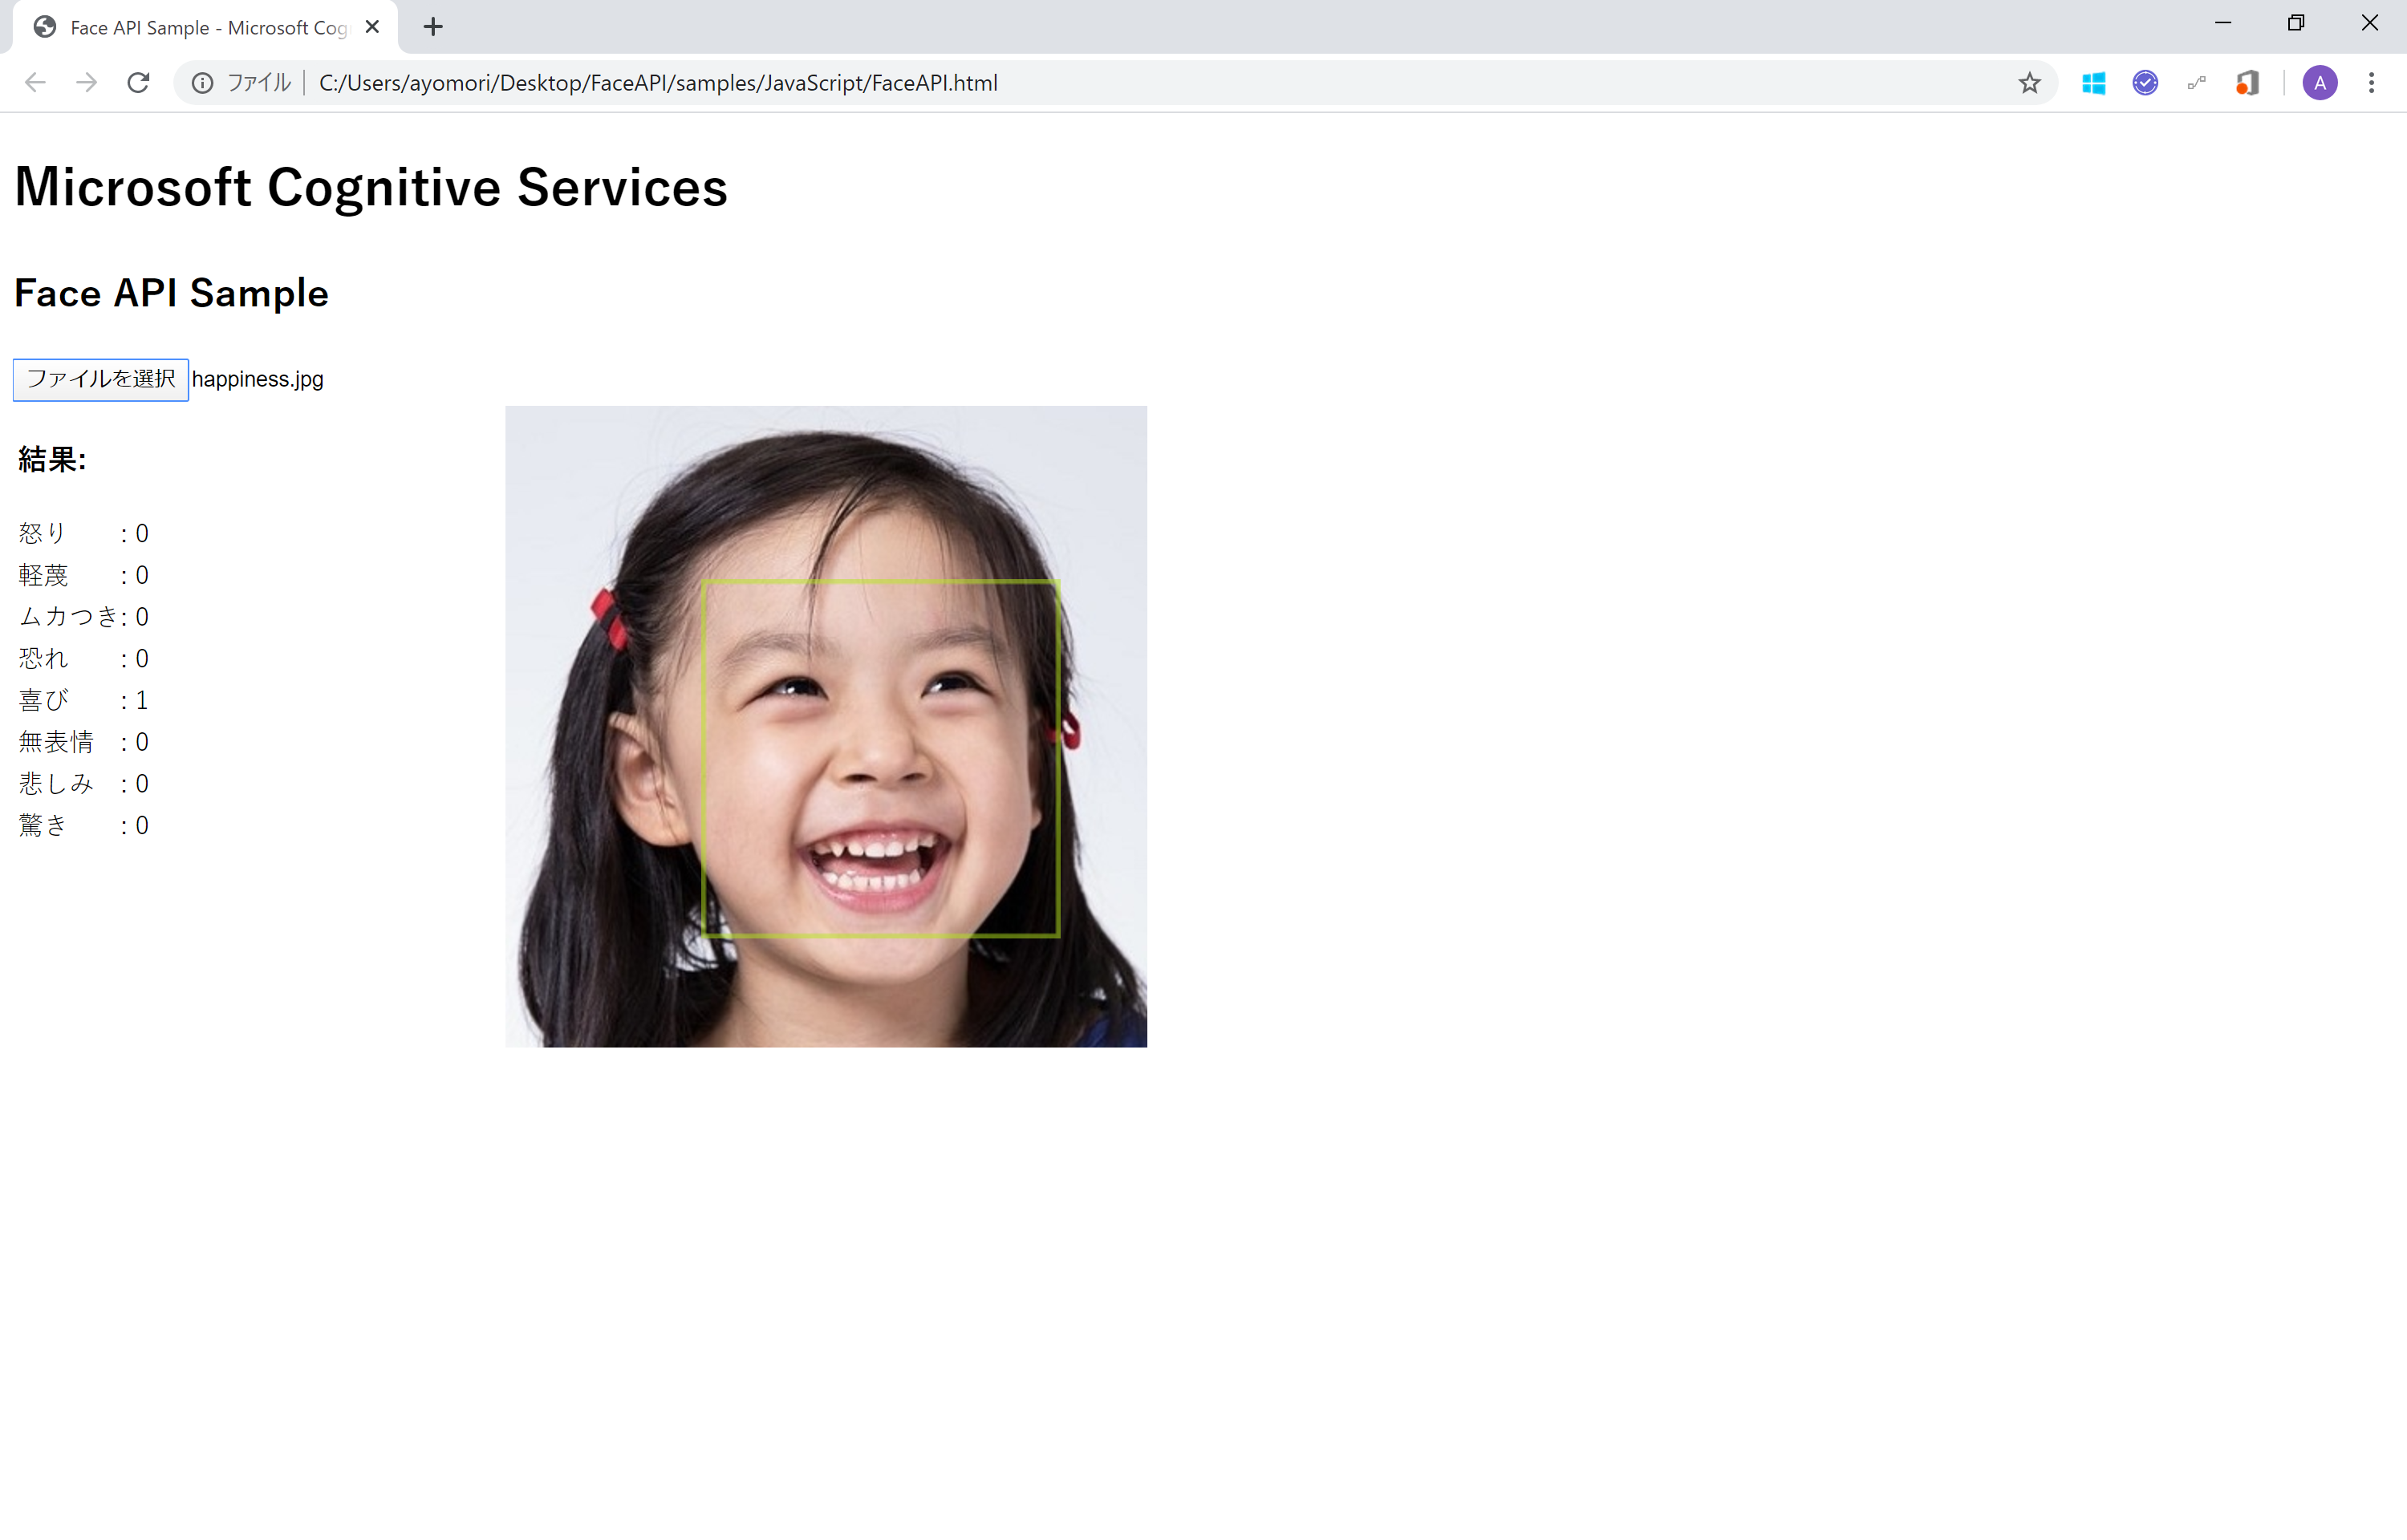 Face API Sample - Microsoft Cog
ファイル C:/Users/ayomori/Desktop/FaceAPI/samples/JavaScript/FaceAPI.html
A
Microsoft Cognitive Services
Face API Sample
ファイルを選択 happiness.jpg
結果:
怒り : 0
軽蔑 : 0
ムカつき : 0
恐れ : 0
喜び : 1
無表情 : 0
悲しみ : 0
驚き : 0